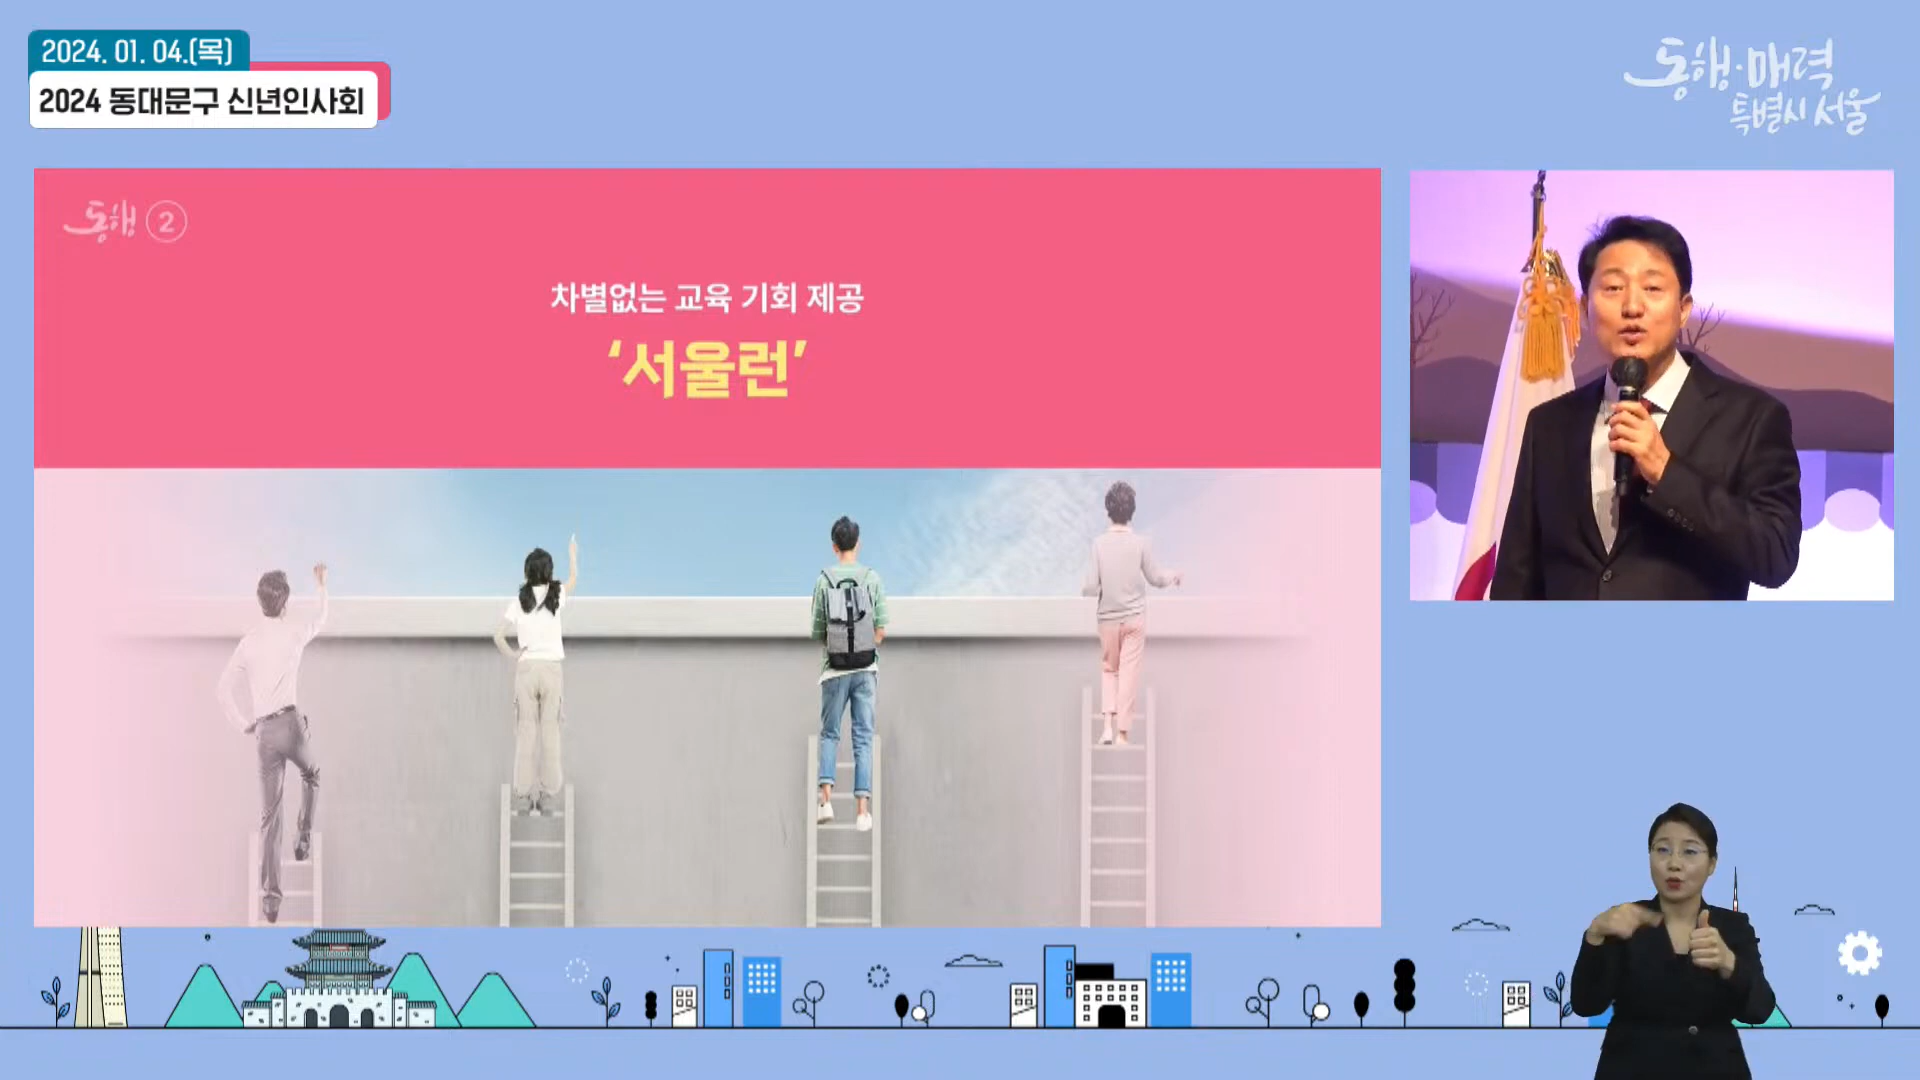 2024. 01. 04.(목)
2024 동대문구 신년인사회
동행·매력
특별시 서울
동행 2
차별없는 교육 기회 제공
‘서울런’